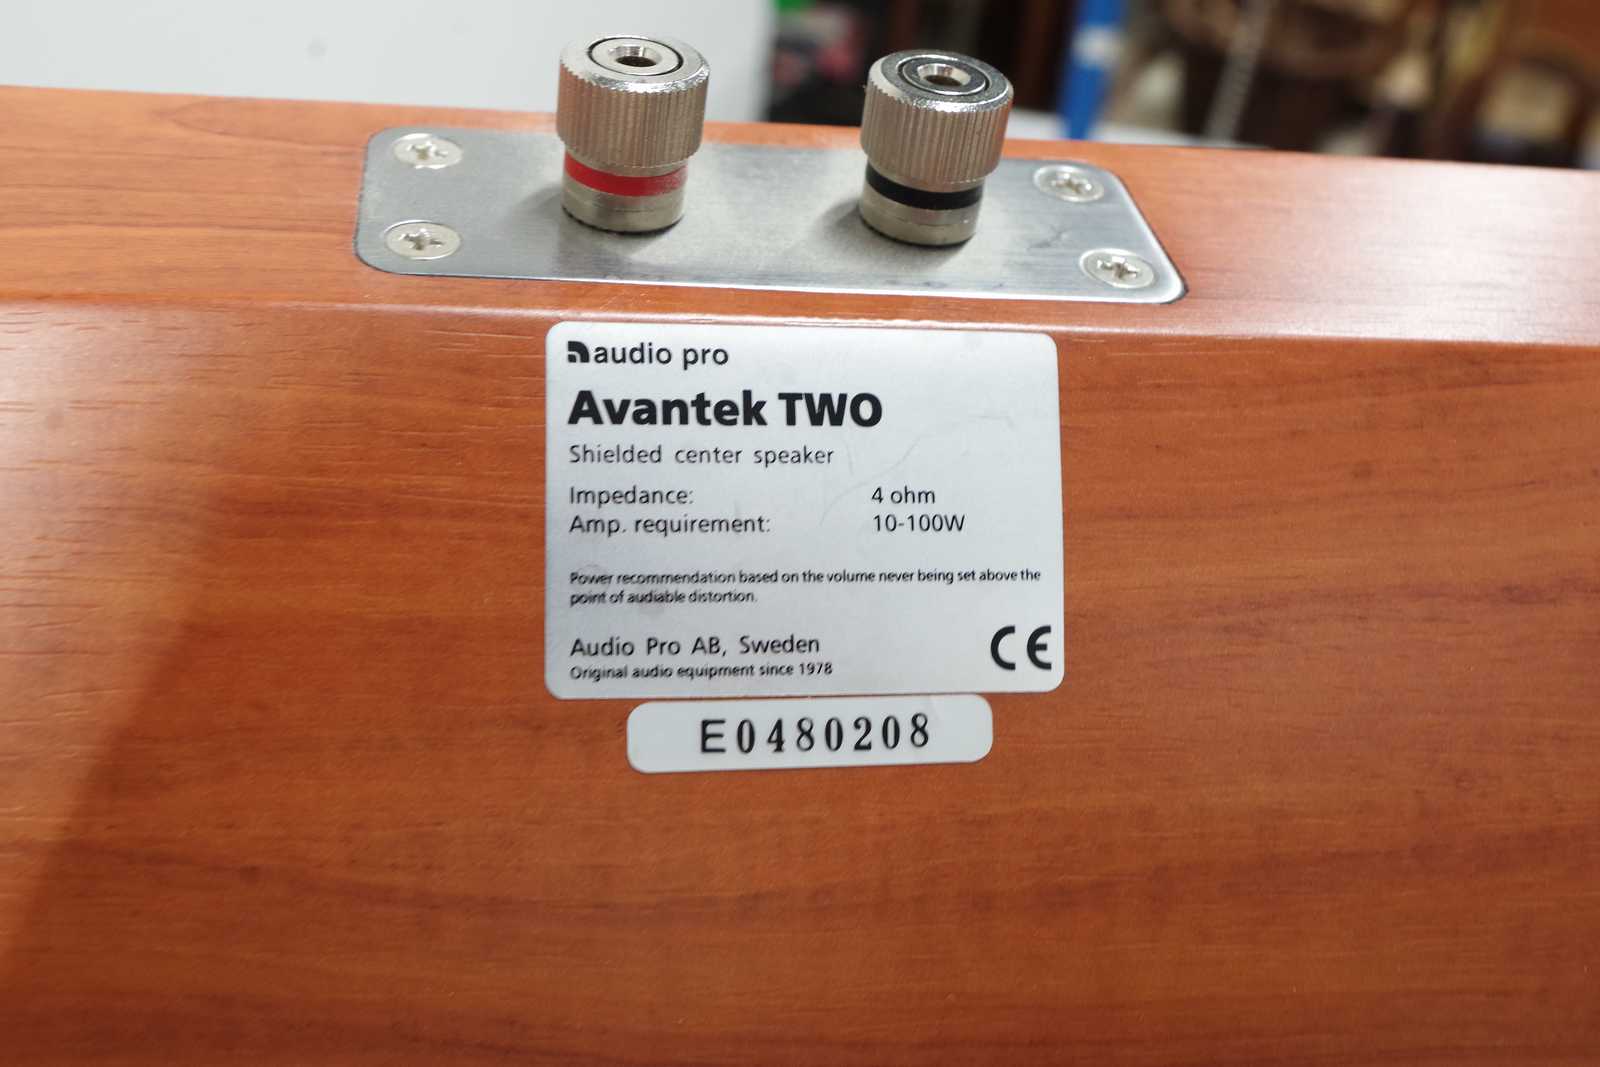 audio pro
Avantek TWO
Shielded center speaker
Impedance: 4 ohm
Amp. requirement: 10-100W
Power recommendation based on the volume never being set above the
point of audiable distortion.
Audio Pro AB, Sweden
Original audio equipment since 1978
CE
E0480208